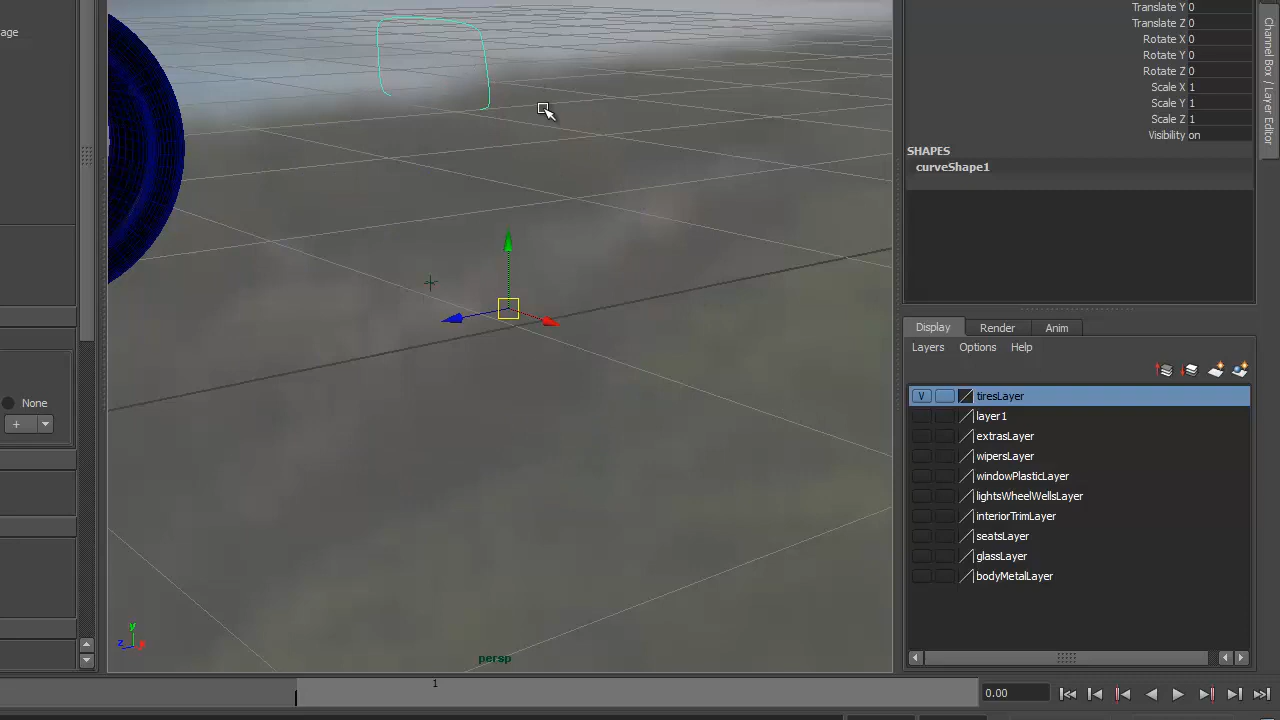 age
Translate Y 0
Translate Z 0
Rotate X 0
Rotate Y 0
Rotate Z 0
Scale X 1
Scale Y 1
Scale Z 1
Visibility on
SHAPES
curveShape1
Channel Box / Layer Editor
Display Render Anim
Layers Options Help
V tiresLayer
layer1
extrasLayer
wipersLayer
windowPlasticLayer
lightsWheelWellsLayer
interiorTrimLayer
seatsLayer
glassLayer
bodyMetalLayer
None
+
y
z x
persp
1
0.00